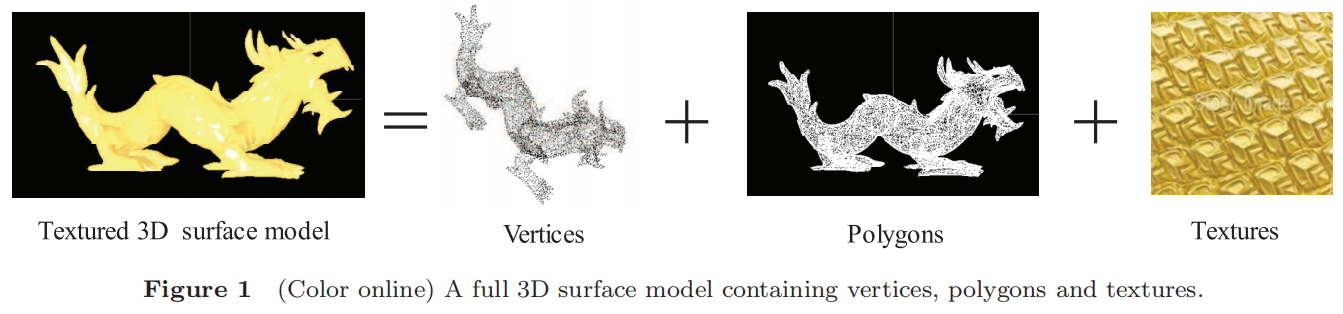 =
+
+
Textured 3D surface model
Vertices
Polygons
Textures
Figure 1 (Color online) A full 3D surface model containing vertices, polygons and textures.